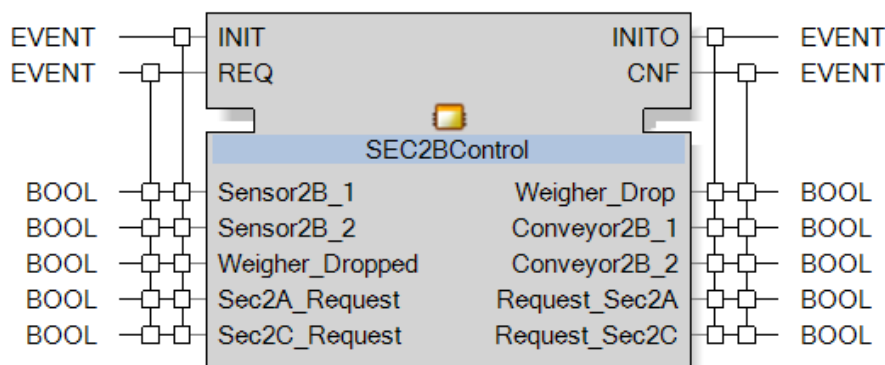 EVENT INIT INITO EVENT
EVENT REQ CNF EVENT
SEC2BControl
BOOL Sensor2B_1 Weigher_Drop BOOL
BOOL Sensor2B_2 Conveyor2B_1 BOOL
BOOL Weigher_Dropped Conveyor2B_2 BOOL
BOOL Sec2A_Request Request_Sec2A BOOL
BOOL Sec2C_Request Request_Sec2C BOOL